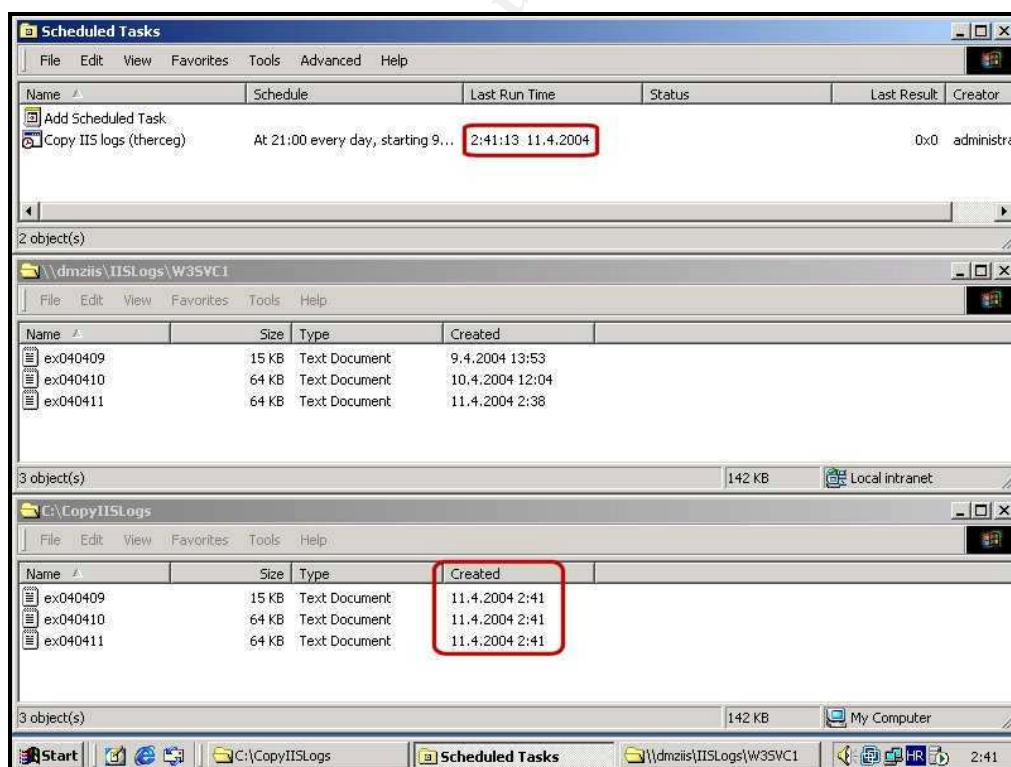 Scheduled Tasks
File Edit View Favorites Tools Advanced Help
Name Schedule Last Run Time Status Last Result Creator
Add Scheduled Task
Copy IIS logs (therceg) At 21:00 every day, starting 9... 2:41:13 11.4.2004 0x0 administra
2 object(s)
\\dmziis\IISLogs\W3SVC1
File Edit View Favorites Tools Help
Name Size Type Created
ex040409 15 KB Text Document 9.4.2004 13:53
ex040410 64 KB Text Document 10.4.2004 12:04
ex040411 64 KB Text Document 11.4.2004 2:38
3 object(s) 142 KB Local intranet
C:\CopyIISLogs
File Edit View Favorites Tools Help
Name Size Type Created
ex040409 15 KB Text Document 11.4.2004 2:41
ex040410 64 KB Text Document 11.4.2004 2:41
ex040411 64 KB Text Document 11.4.2004 2:41
3 object(s) 142 KB My Computer
Start C:\CopyIISLogs Scheduled Tasks \\dmziis\IISLogs\W3SVC1 HR 2:41